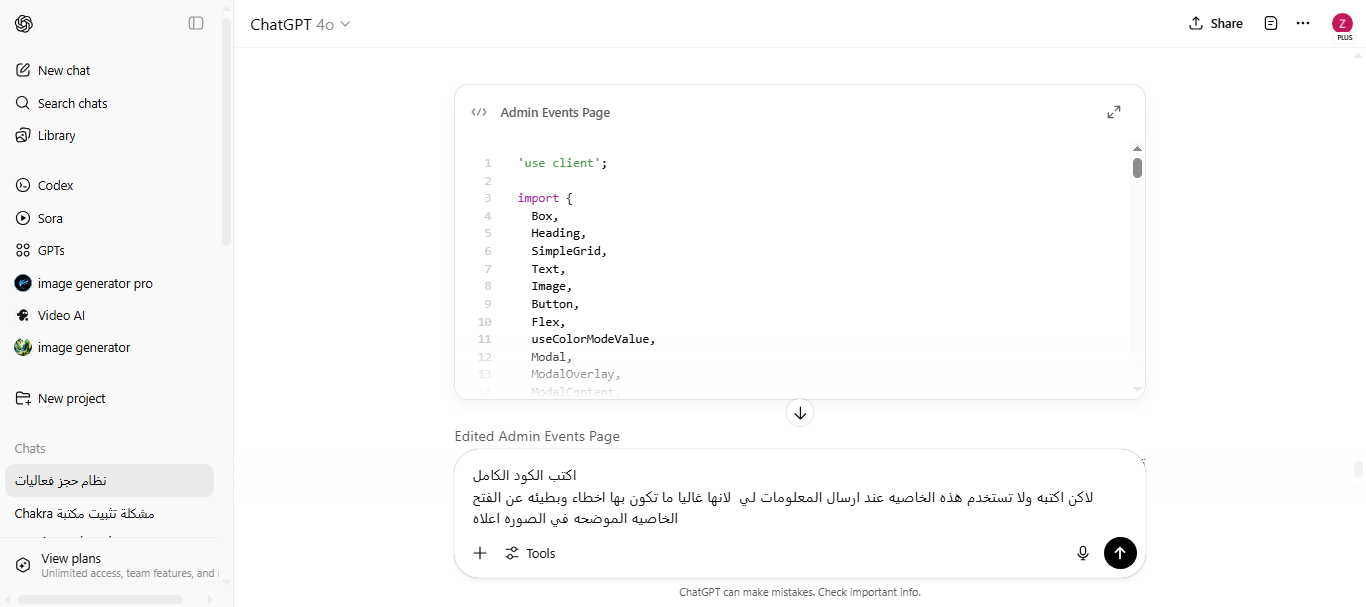 ChatGPT 4o
Share
Z
PLUS
New chat
Search chats
Library
Codex
Sora
GPTs
image generator pro
Video AI
image generator
New project
Chats
نظام حجز فعاليات
مشكلة تثبيت مكتبة Chakra
View plans
Unlimited access, team features, and
Admin Events Page
1 'use client';
2
3 import {
4 Box,
5 Heading,
6 SimpleGrid,
7 Text,
8 Image,
9 Button,
10 Flex,
11 useColorModeValue,
12 Modal,
13 ModalOverlay,
14 ModalContent,
Edited Admin Events Page
اكتب الكود الكامل
لاكن اكتبه ولا تستخدم هذه الخاصيه عند ارسال المعلومات لي لانها غاليا ما تكون بها اخطاء وبطيئه عن الفتح
الخاصيه الموضحه في الصوره اعلاه
Tools
ChatGPT can make mistakes. Check important info.